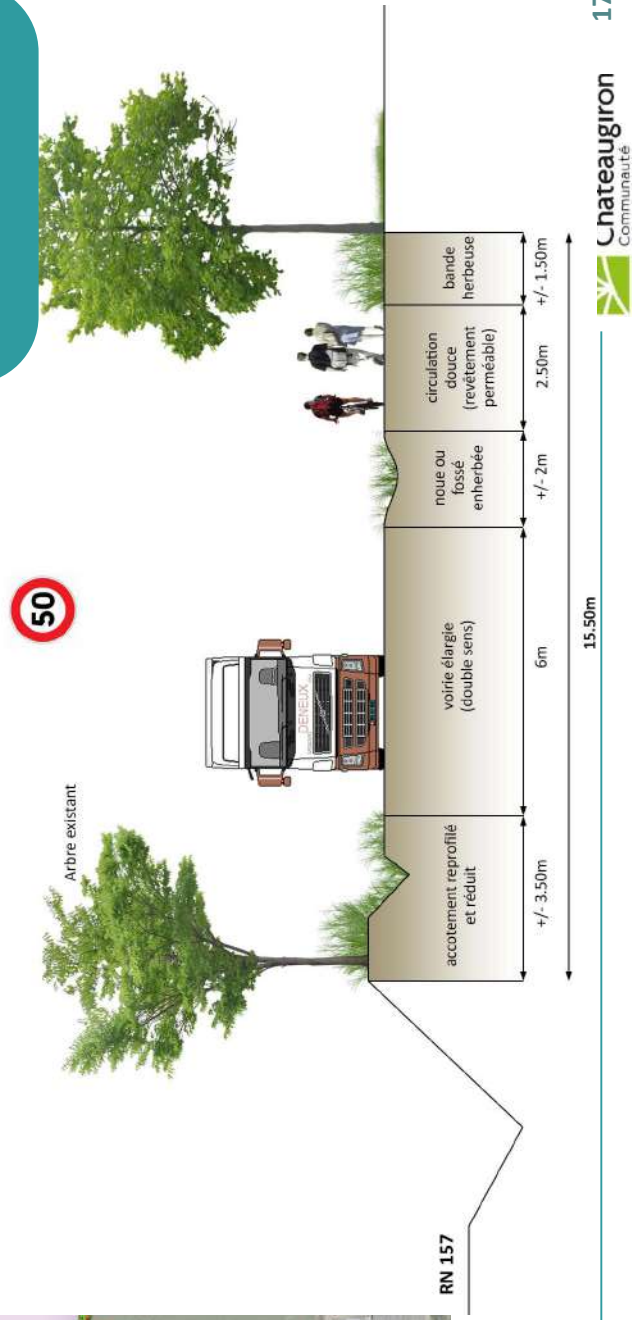 50
Arbre existant
DENEUX
RN 157
accotement reprofilé
et réduit
voirie élargie
(double sens)
noue ou
fossé
enherbée
circulation
douce
(revêtement
perméable)
bande
herbeuse
+/- 3.50m
6m
+/- 2m
2.50m
+/- 1.50m
15.50m
Chateaugiron
Communauté
17